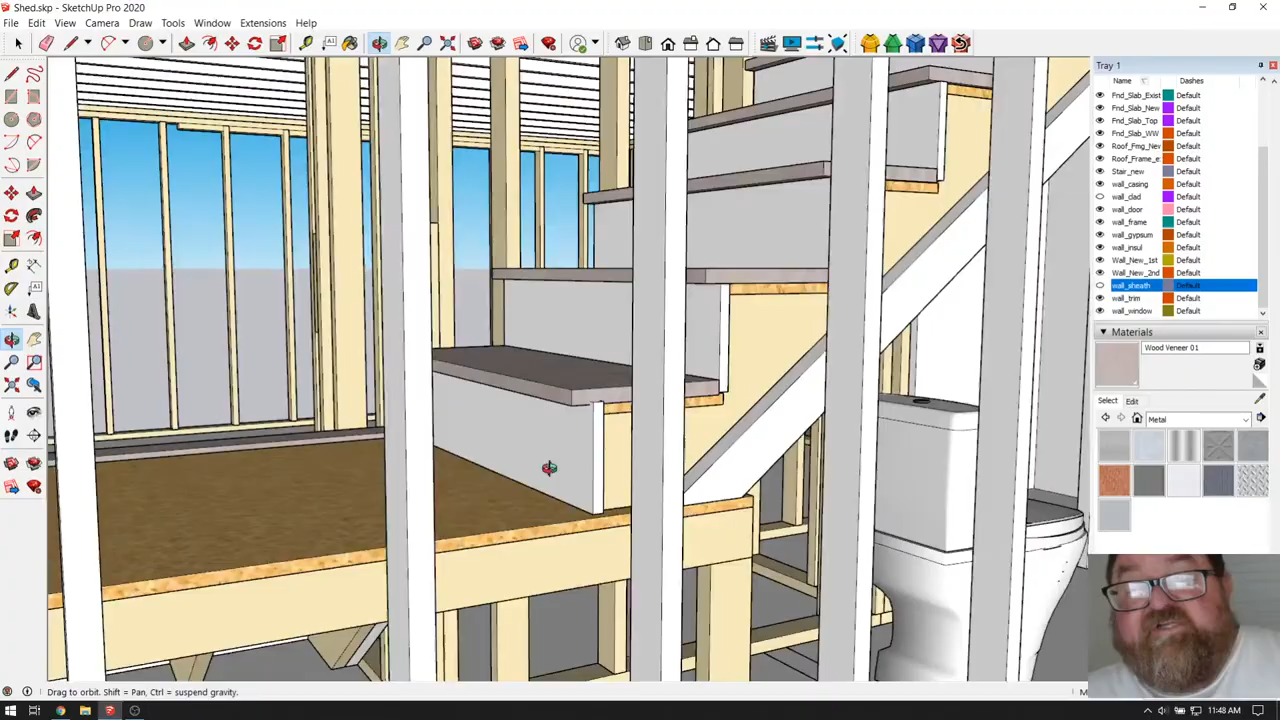 Shed.skp - SketchUp Pro 2020
File Edit View Camera Draw Tools Window Extensions Help
Tray 1
Name Dashes
Fnd_Slab_Exist Default
Fnd_Slab_New Default
Fnd_Slab_Top Default
Fnd_Slab_WW Default
Roof_Fmg_Nev Default
Roof_Frame_e: Default
Stair_new Default
wall_casing Default
wall_clad Default
wall_door Default
wall_frame Default
wall_gypsum Default
wall_insul Default
Wall_New_1st Default
Wall_New_2nd Default
wall_sheath Default
wall_trim Default
wall_window Default
Materials
Wood Veneer 01
Select Edit
Metal
Drag to orbit. Shift = Pan, Ctrl = suspend gravity.
11:48 AM